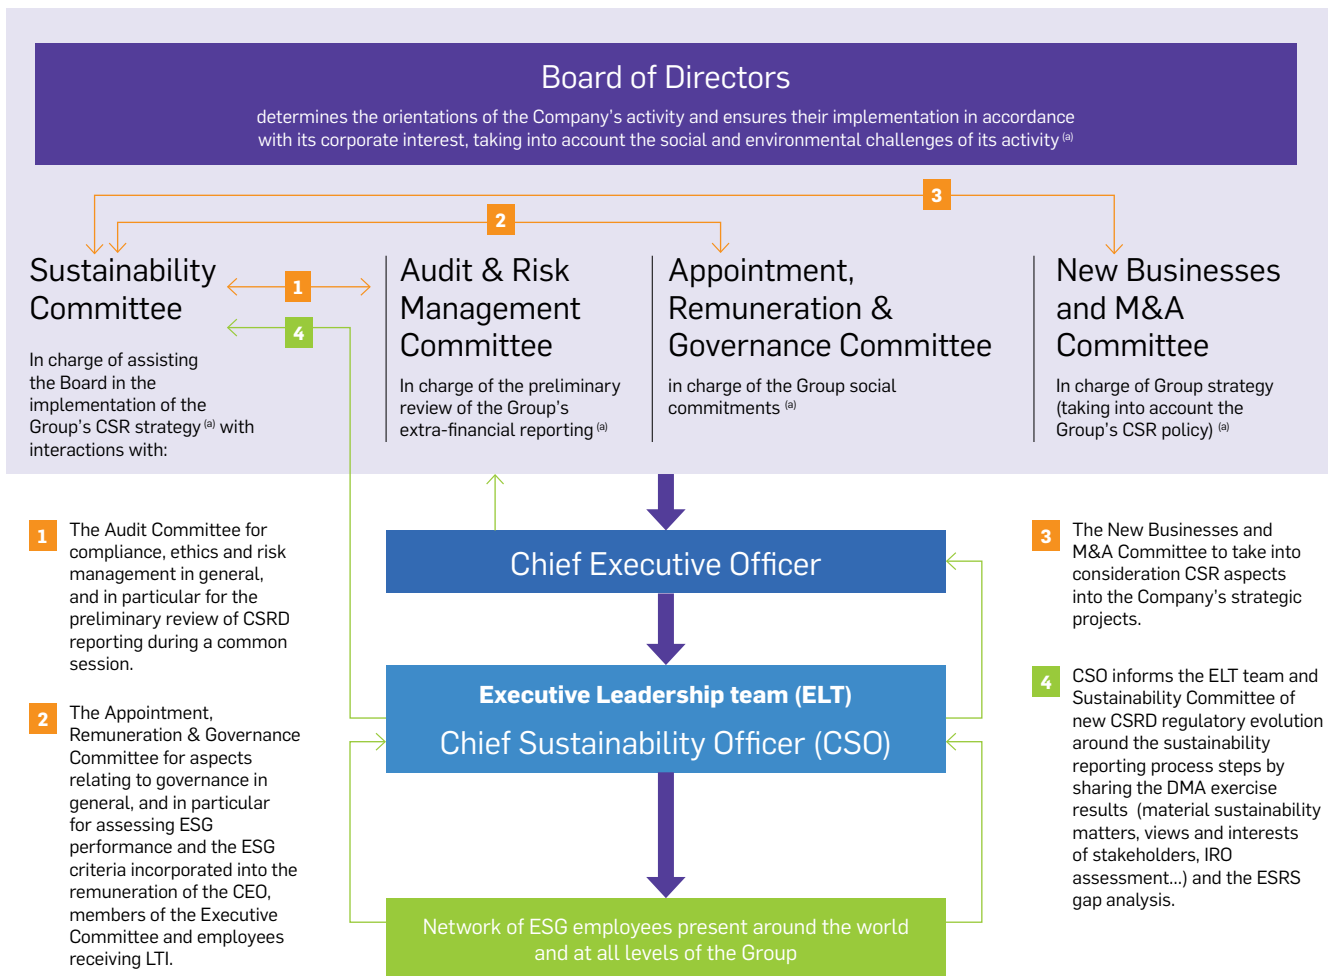 Board of Directors
determines the orientations of the Company's activity and ensures their implementation in accordance
with its corporate interest, taking into account the social and environmental challenges of its activity (a)
3
2
Sustainability
Committee
In charge of assisting
the Board in the
implementation of the
Group's CSR strategy (a) with
interactions with:
1
4
Audit & Risk
Management
Committee
In charge of the preliminary
review of the Group's
extra-financial reporting (a)
Appointment,
Remuneration &
Governance Committee
in charge of the Group social
commitments (a)
New Businesses
and M&A
Committee
In charge of Group strategy
(taking into account the
Group's CSR policy) (a)
1
The Audit Committee for
compliance, ethics and risk
management in general,
and in particular for the
preliminary review of CSRD
reporting during a common
session.
2
The Appointment,
Remuneration & Governance
Committee for aspects
relating to governance in
general, and in particular
for assessing ESG
performance and the ESG
criteria incorporated into the
remuneration of the CEO,
members of the Executive
Committee and employees
receiving LTI.
Chief Executive Officer
Executive Leadership team (ELT)
Chief Sustainability Officer (CSO)
Network of ESG employees present around the world
and at all levels of the Group
3
The New Businesses and
M&A Committee to take into
consideration CSR aspects
into the Company's strategic
projects.
4
CSO informs the ELT team and
Sustainability Committee of
new CSRD regulatory evolution
around the sustainability
reporting process steps by
sharing the DMA exercise
results (material sustainability
matters, views and interests
of stakeholders, IRO
assessment...) and the ESRS
gap analysis.